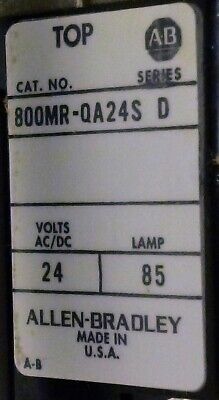 TOP
AB
CAT. NO. SERIES
800MR-QA24S D
VOLTS AC/DC LAMP
24 85
ALLEN-BRADLEY
MADE IN
U.S.A.
A-B